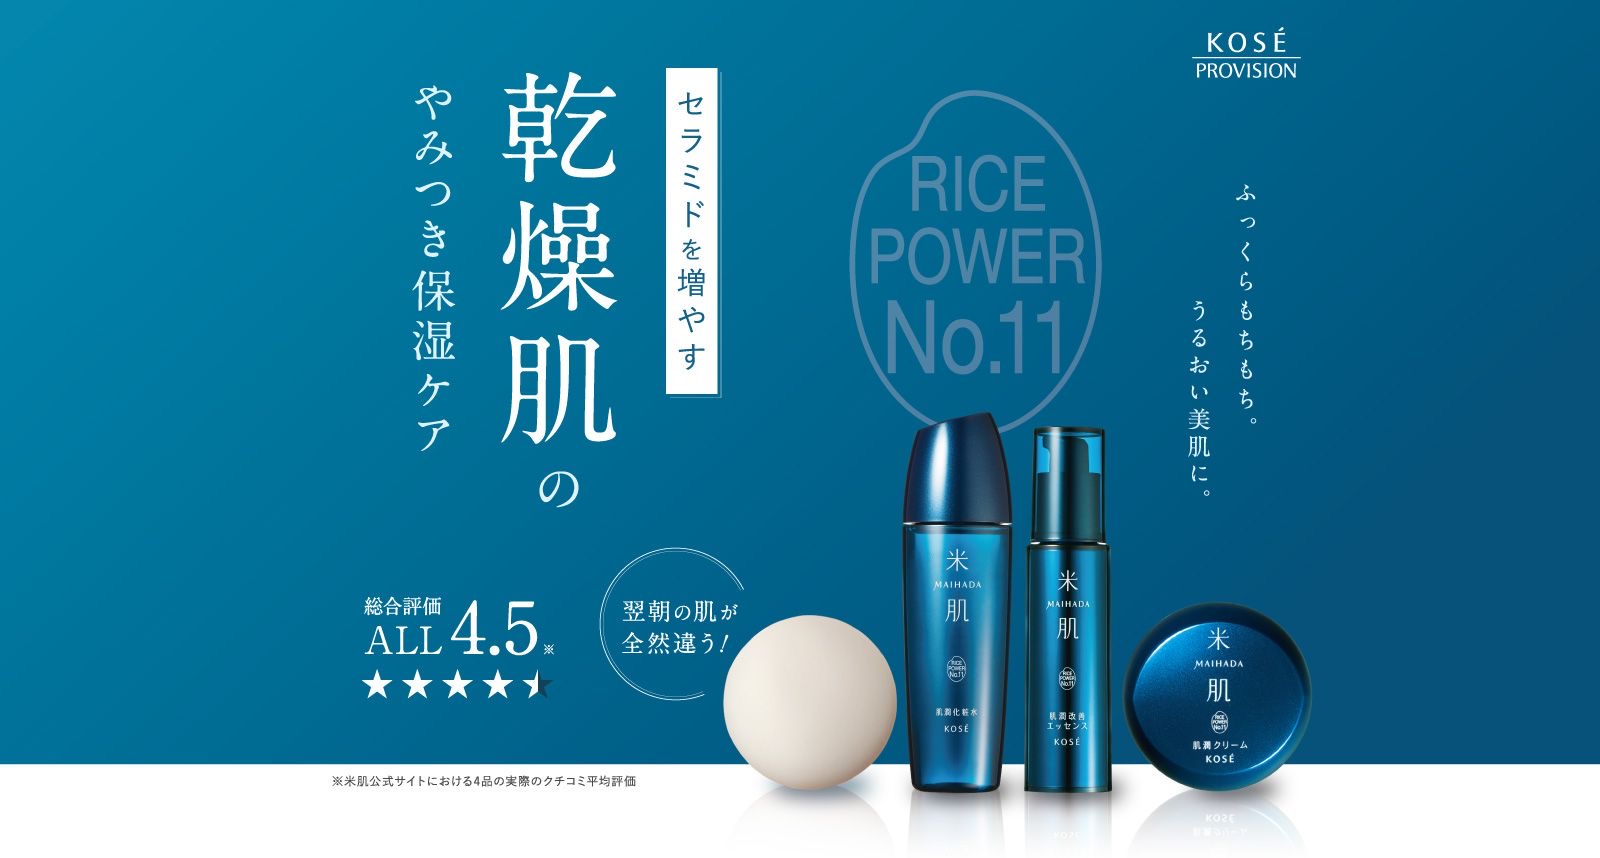 KOSÉ
PROVISION
セラミドを増やす
乾燥肌の
やみつき保湿ケア
RICE
POWER
No.11
ふっくらもちもち。
うるおい美肌に。
総合評価
ALL 4.5※
★★★★★
翌朝の肌が
全然違う!
米
MAIHADA
肌
RICE
POWER
No.11
肌潤化粧水
KOSÉ
米
MAIHADA
肌
RICE
POWER
No.11
肌潤改善
エッセンス
KOSÉ
米
MAIHADA
肌
RICE
POWER
No.11
肌潤クリーム
KOSÉ
※米肌公式サイトにおける4品の実際のクチコミ平均評価